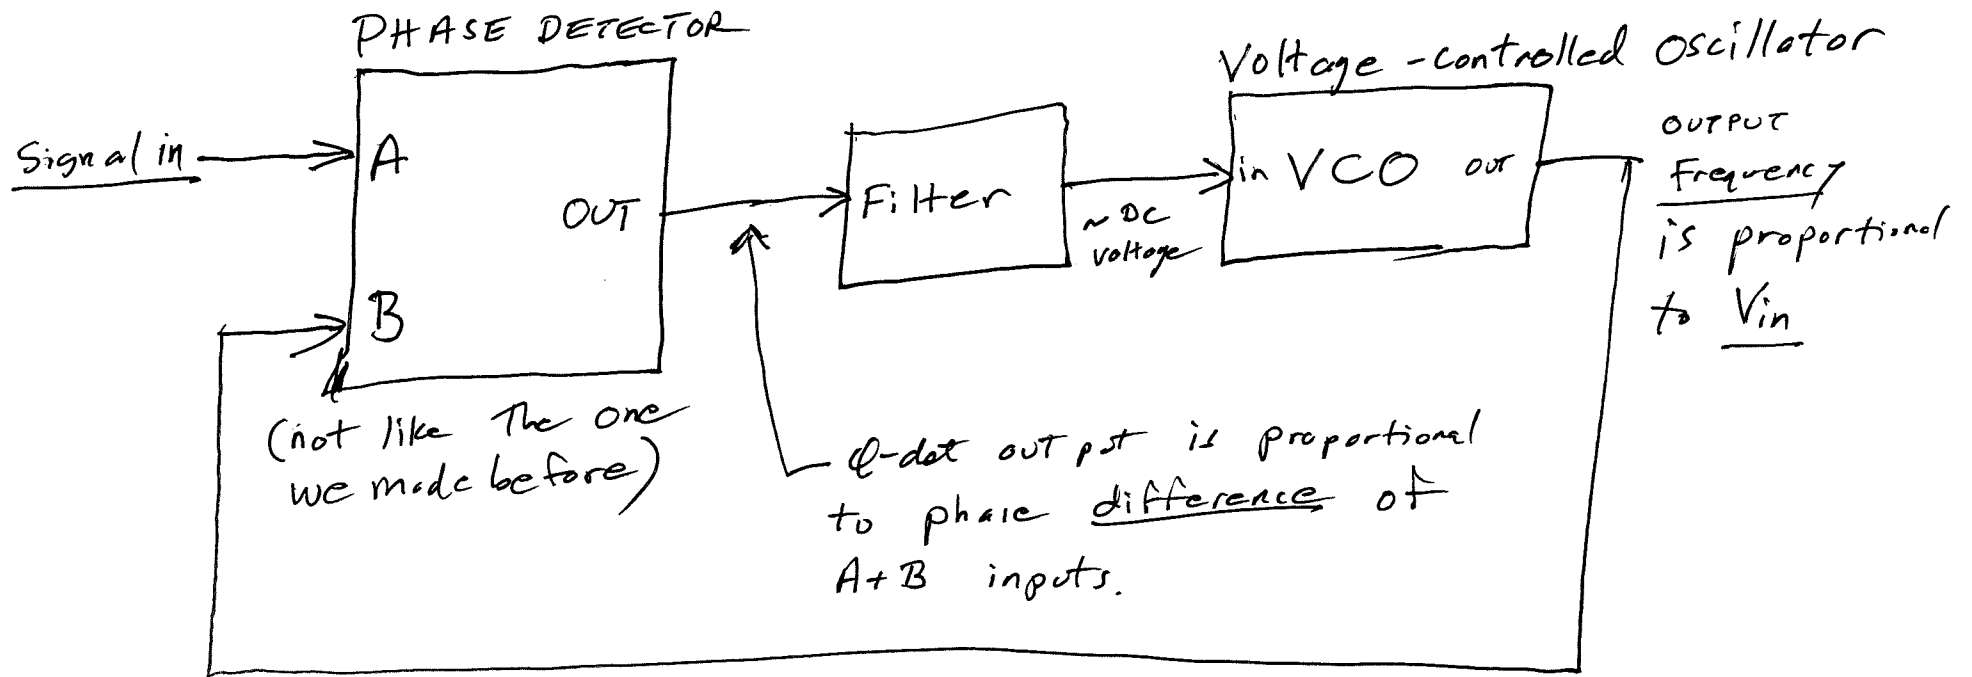 PHASE DETECTOR
Voltage-controlled Oscillator
Signal in
A
OUT
B
Filter
~DC
voltage
in VCO OUT
OUTPUT
Frequency
is proportional
to Vin
(not like The one
we made before)
φ-det output is proportional
to phase difference of
A+B inputs.